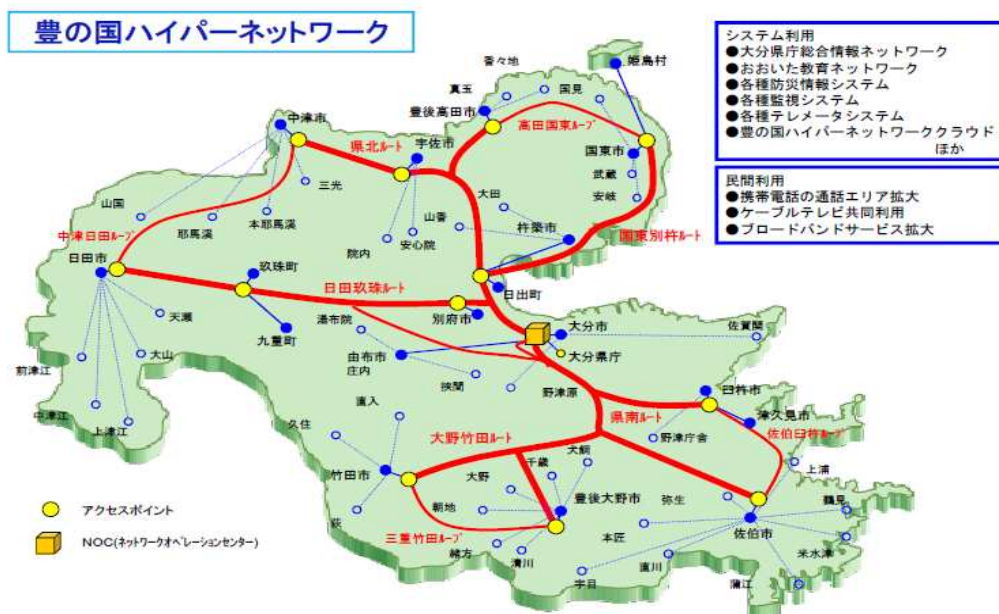 豊の国ハイパーネットワーク
システム利用
●大分県庁総合情報ネットワーク
●おおいた教育ネットワーク
●各種防災情報システム
●各種監視システム
●各種テレメータシステム
●豊の国ハイパーネットワーククラウド
ほか
民間利用
●携帯電話の通話エリア拡大
●ケーブルテレビ共同利用
●ブロードバンドサービス拡大
姫島村
香々地
真玉
国見
豊後高田市
高田国東ループ
中津市
県北ルート
宇佐市
国東市
武蔵
安岐
三光
大田
山国
耶馬溪
本耶馬溪
山香
杵築市
院内
安心院
中津日田ループ
国東別杵ルート
日田市
玖珠町
日田玖珠ルート
日出町
天瀬
九重町
湯布院
別府市
大分市
佐賀関
大分県庁
前津江
大山
由布市
庄内
挾間
野津原
臼杵市
中津江
上津江
直入
県南ルート
津久見市
久住
大野竹田ルート
野津庁舎
佐伯臼杵ループ
犬飼
千歳
竹田市
大野
上浦
豊後大野市
弥生
鶴見
朝地
荻
佐伯市
アクセスポイント
三重竹田ループ
本匠
米水津
緒方
清川
直川
NOC(ネットワークオペレーションセンター)
宇目
蒲江